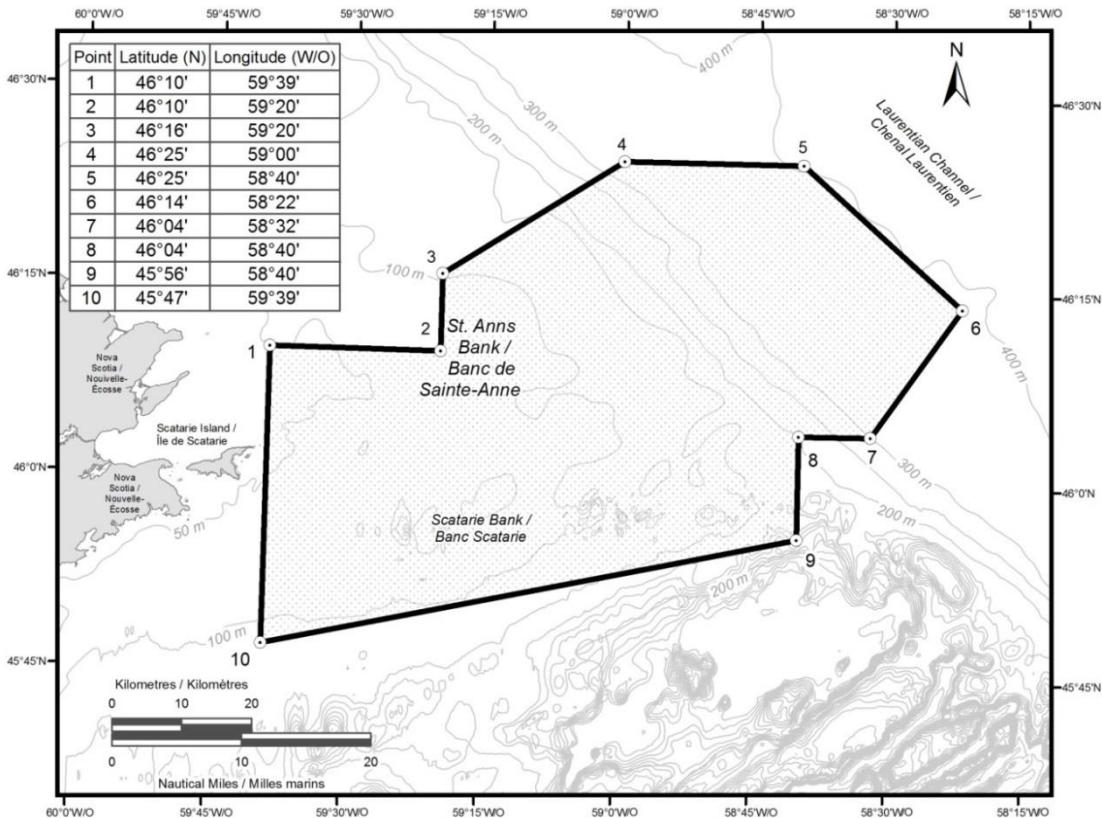 60°0'W/O 59°45'W/O 59°30'W/O 59°15'W/O 59°0'W/O 58°45'W/O 58°30'W/O 58°15'W/O
Point Latitude (N) Longitude (W/O)
1 46°10' 59°39'
2 46°10' 59°20'
3 46°16' 59°20'
4 46°25' 59°00'
5 46°25' 58°40'
6 46°14' 58°22'
7 46°04' 58°32'
8 46°04' 58°40'
9 45°56' 58°40'
10 45°47' 59°39'
N
400 m
300 m
200 m
Laurentian Channel /
Chenal Laurentien
46°30'N
46°30'N
4
5
3
100 m
46°15'N
46°15'N
2
1
6
400 m
St. Anns
Bank /
Banc de
Sainte-Anne
Nova
Scotia /
Nouvelle-
Écosse
Scatarie Island /
Île de Scatarie
8
7
300 m
46°0'N
46°0'N
Nova
Scotia /
Nouvelle-
Écosse
50 m
Scatarie Bank /
Banc Scatarie
200 m
9
200 m
100 m
10
45°45'N
45°45'N
Kilometres / Kilomètres
0 10 20
0 10 20
Nautical Miles / Milles marins
60°0'W/O 59°45'W/O 59°30'W/O 59°15'W/O 59°0'W/O 58°45'W/O 58°30'W/O 58°15'W/O